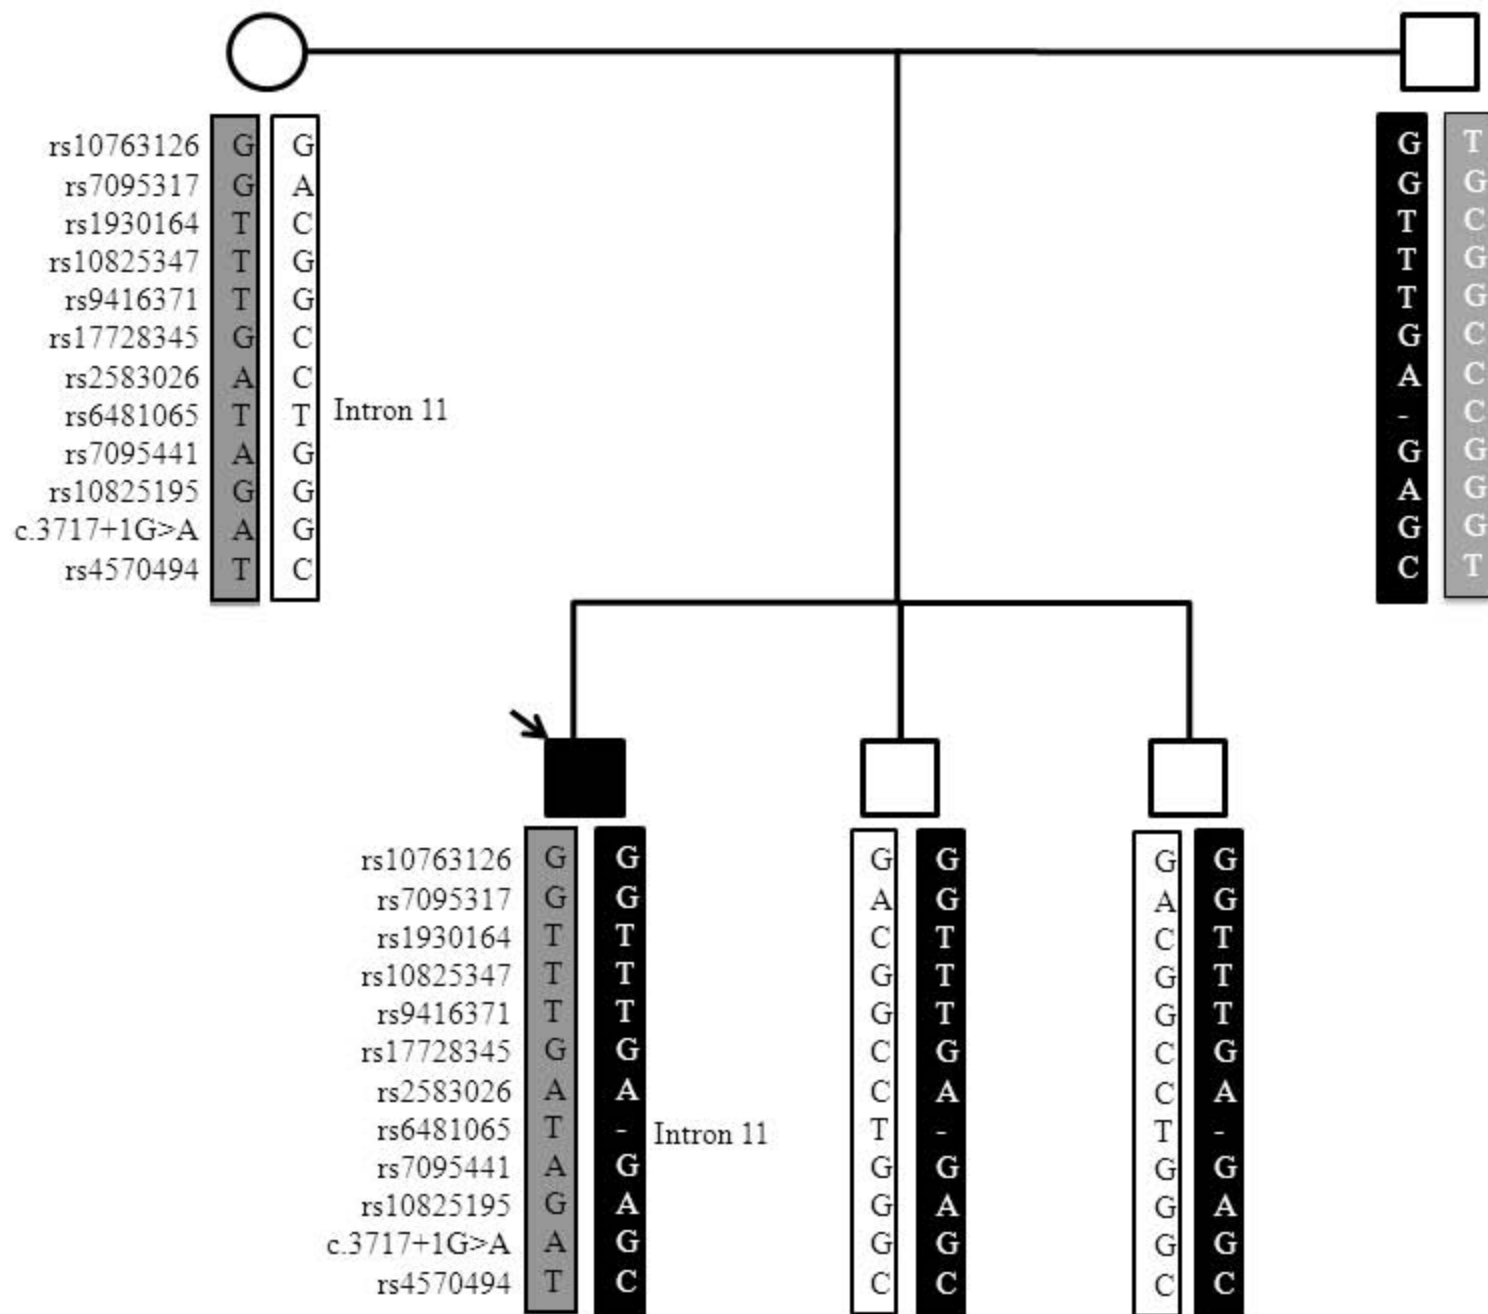 rs10763126 G G G T
rs7095317 G A G G
rs1930164 T C T C
rs10825347 T G T G
rs9416371 T G T G
rs17728345 G C G C
rs2583026 A C A C
rs6481065 T T Intron 11 - C
rs7095441 A G G G
rs10825195 G G A G
c.3717+1G>A A G G G
rs4570494 T C C T
rs10763126 G G G G G G
rs7095317 G G A G A G
rs1930164 T T C T C T
rs10825347 T T G T G T
rs9416371 T T G T G T
rs17728345 G G C G C G
rs2583026 A A C A C A
rs6481065 T - Intron 11 T - T -
rs7095441 A G G G G G
rs10825195 G A G A G A
c.3717+1G>A A G G G G G
rs4570494 T C C C C C